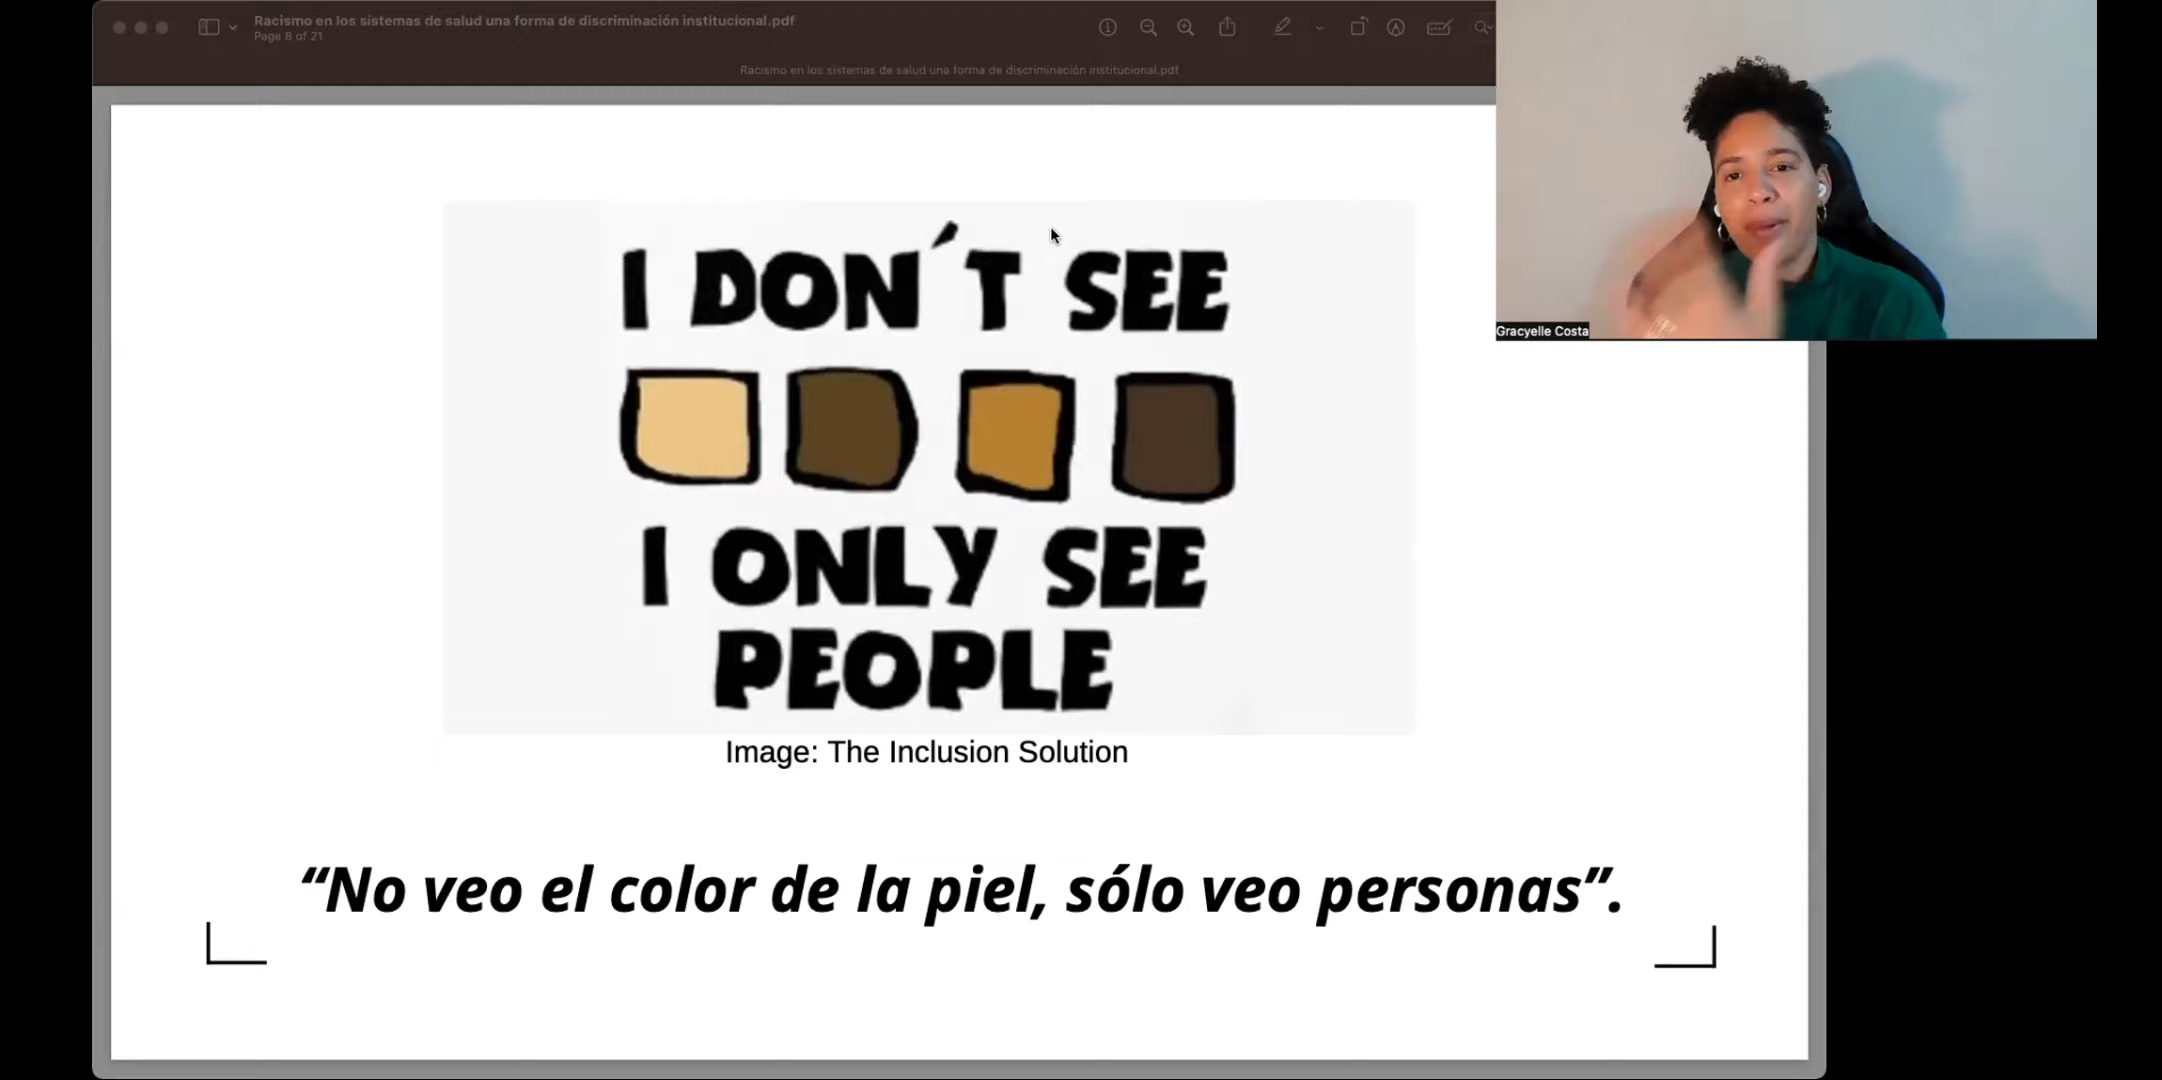 Racismo en los sistemas de salud una forma de discriminación institucional.pdf
Page 8 of 21
Racismo en los sistemas de salud una forma de discriminación institucional.pdf
Gracyelle Costa
I DON´T SEE
I ONLY SEE
PEOPLE
Image: The Inclusion Solution
“No veo el color de la piel, sólo veo personas”.